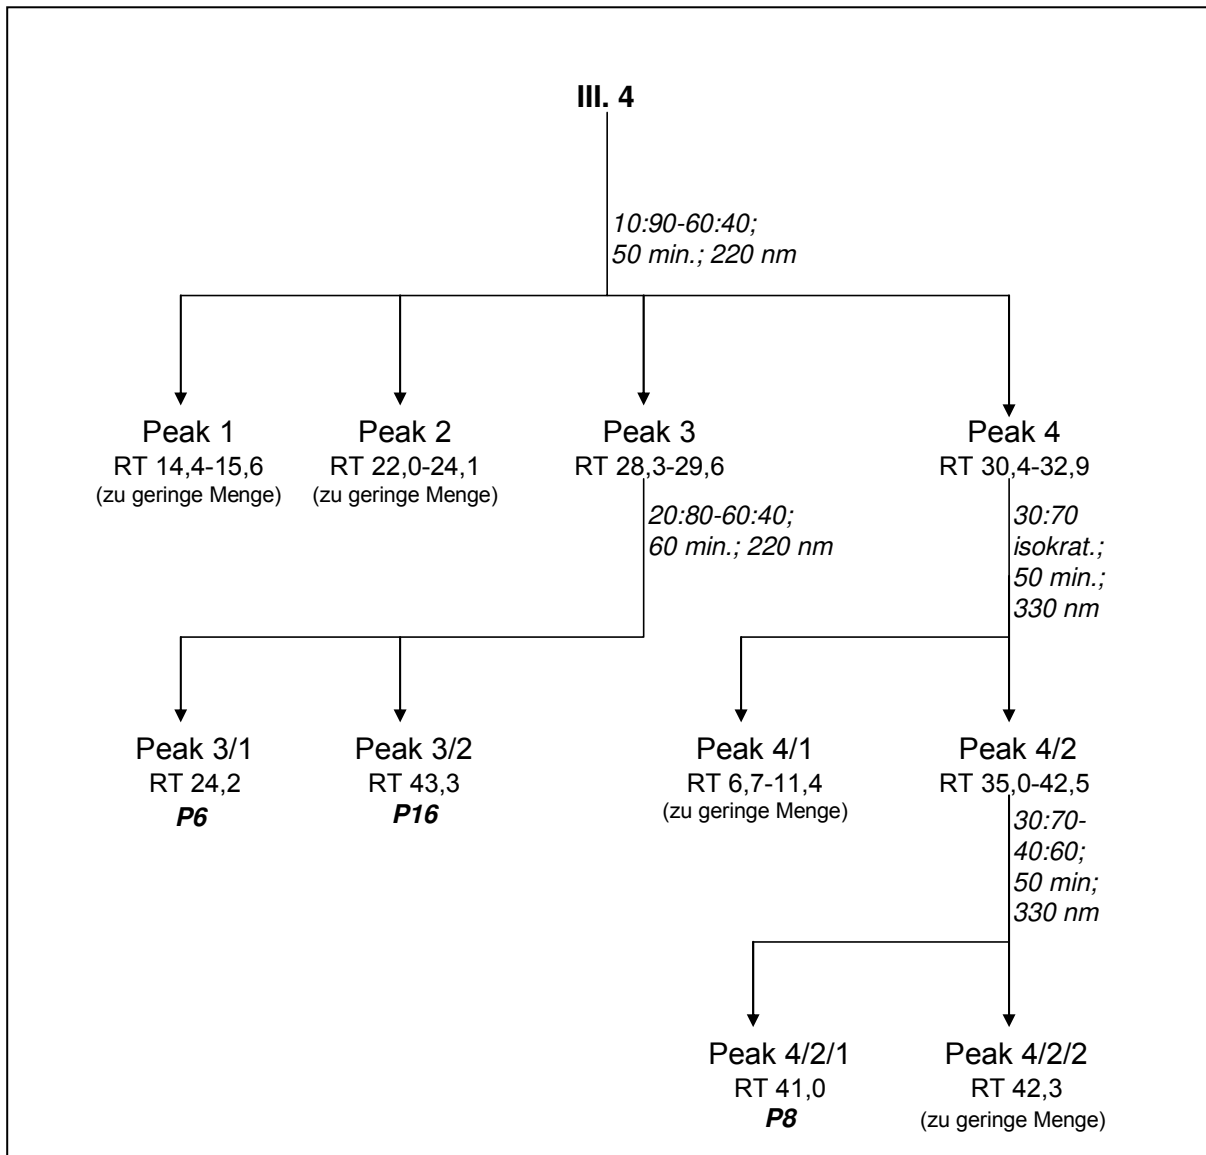 III. 4
10:90-60:40;
50 min.; 220 nm
Peak 1
RT 14,4-15,6
(zu geringe Menge)
Peak 2
RT 22,0-24,1
(zu geringe Menge)
Peak 3
RT 28,3-29,6
Peak 4
RT 30,4-32,9
20:80-60:40;
60 min.; 220 nm
30:70
isokrat.;
50 min.;
330 nm
Peak 3/1
RT 24,2
P6
Peak 3/2
RT 43,3
P16
Peak 4/1
RT 6,7-11,4
(zu geringe Menge)
Peak 4/2
RT 35,0-42,5
30:70-
40:60;
50 min;
330 nm
Peak 4/2/1
RT 41,0
P8
Peak 4/2/2
RT 42,3
(zu geringe Menge)